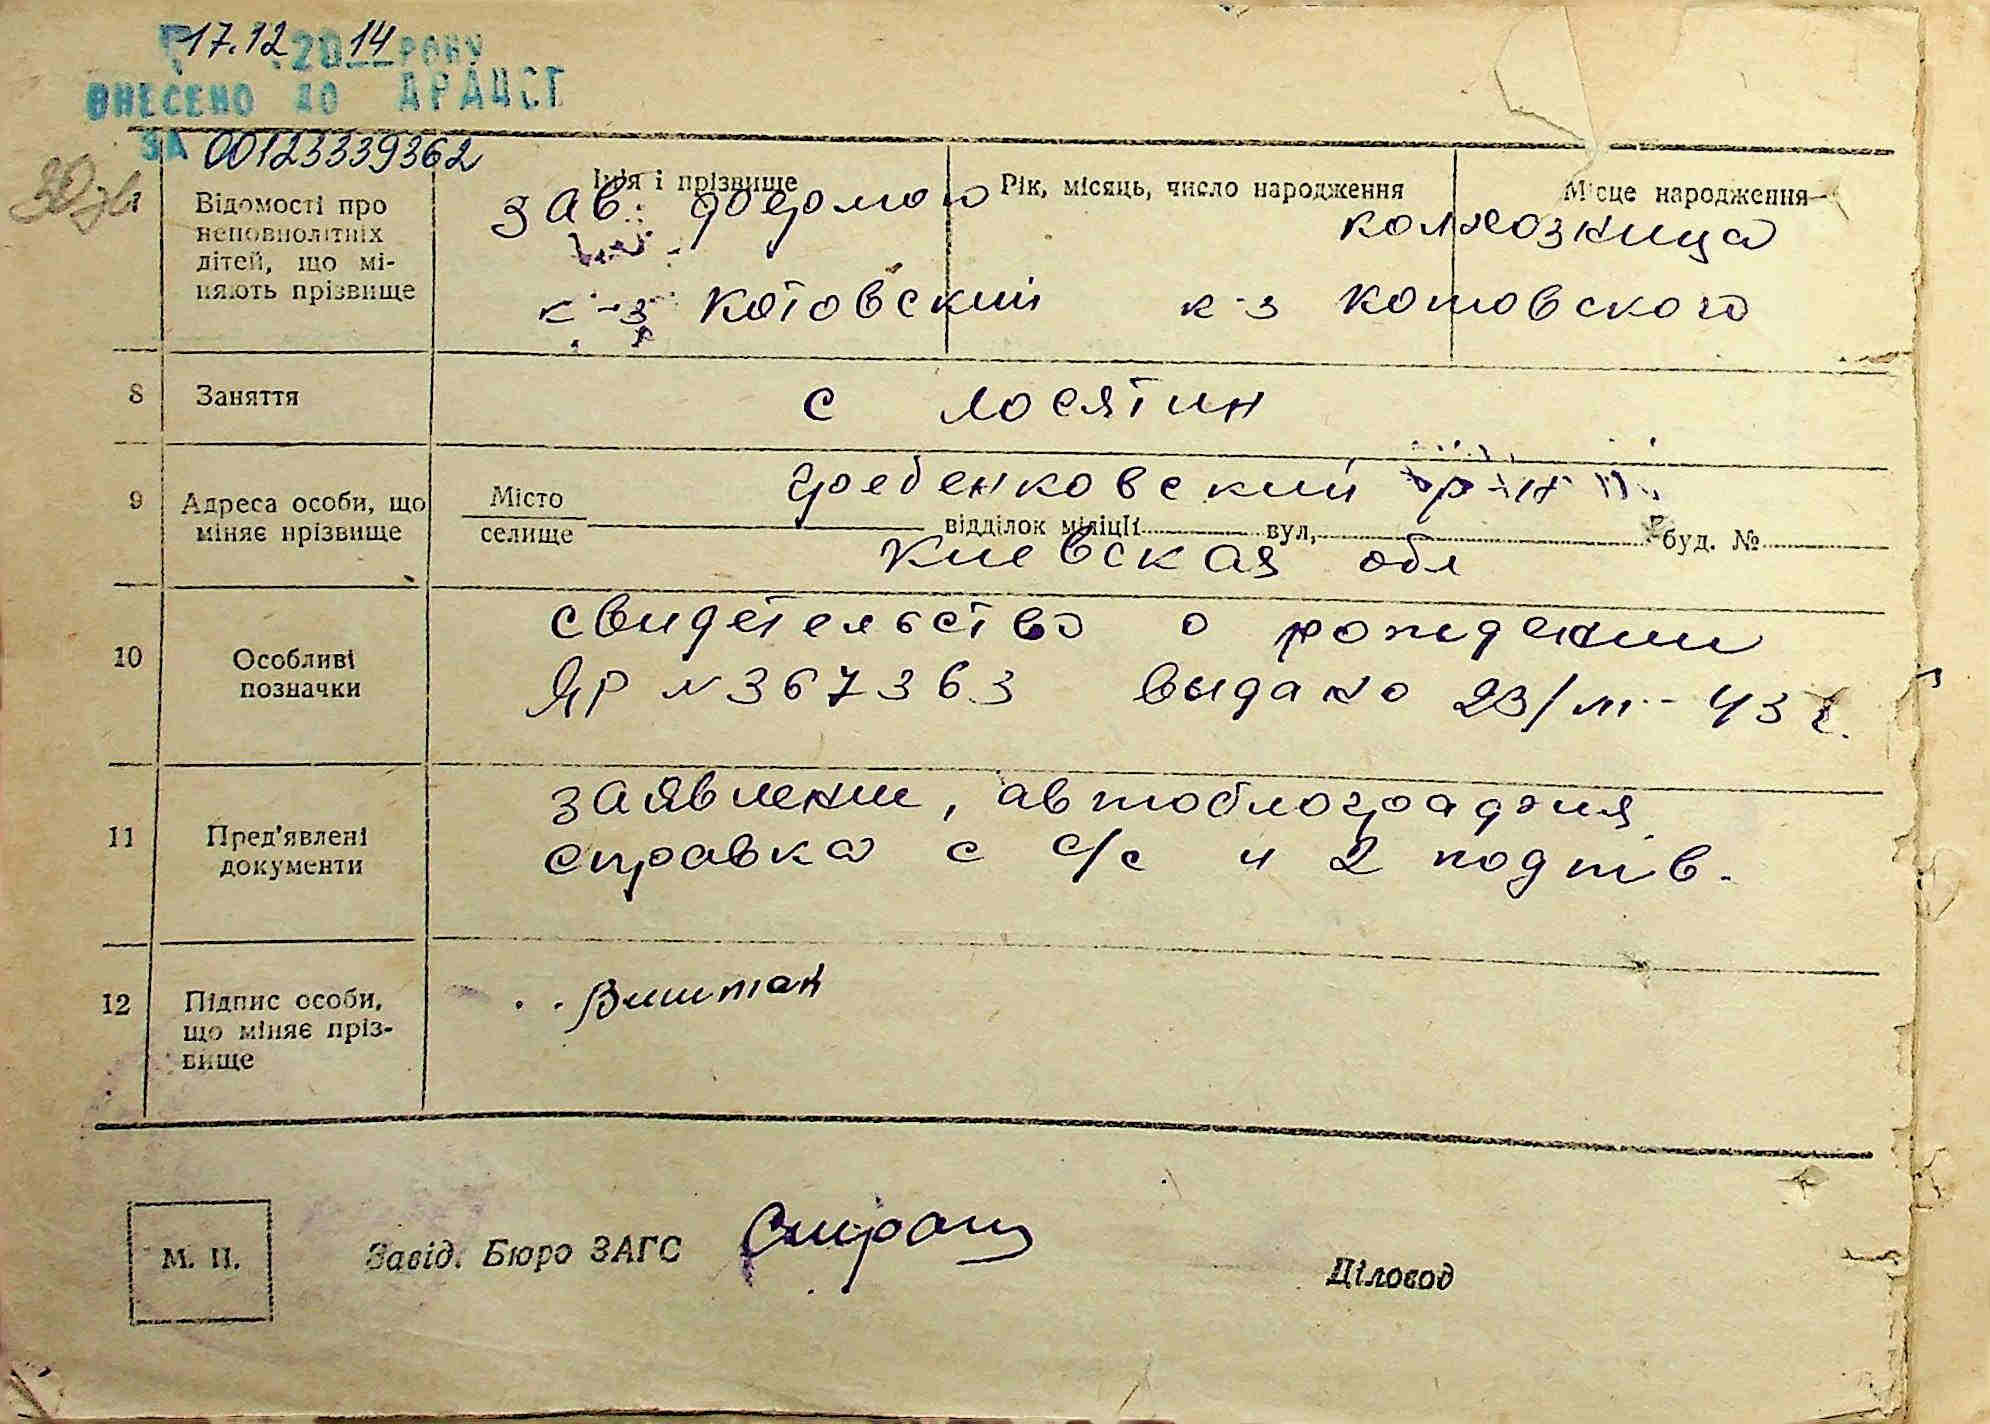 17.12.2014 РОКУ
ВНЕСЕНО ДО ДРАЦСГ
ЗА 00123339362
Відомості про неповнолітніх дітей, що міняють прізвище
Ім'я і прізвище Рік, місяць, число народження Місце народження
зав. фермою колхозница
к-з Котовский к-з Котовского
8 Заняття с Лосятин
гребенковский р-н
9 Адреса особи, що міняє прізвище Місто селище відділок міліції вул, буд. №
Киевская обл
10 Особливі позначки
свидетельство о рождении
ЯР № 367363 выдано 23/III-43 г.
11 Пред'явлені документи
заявление, автобиография
справка с с/с и 2 подтв.
12 Підпис особи, що міняє прізвище Виштак
М. П. Завід. Бюро ЗАГС Діловод